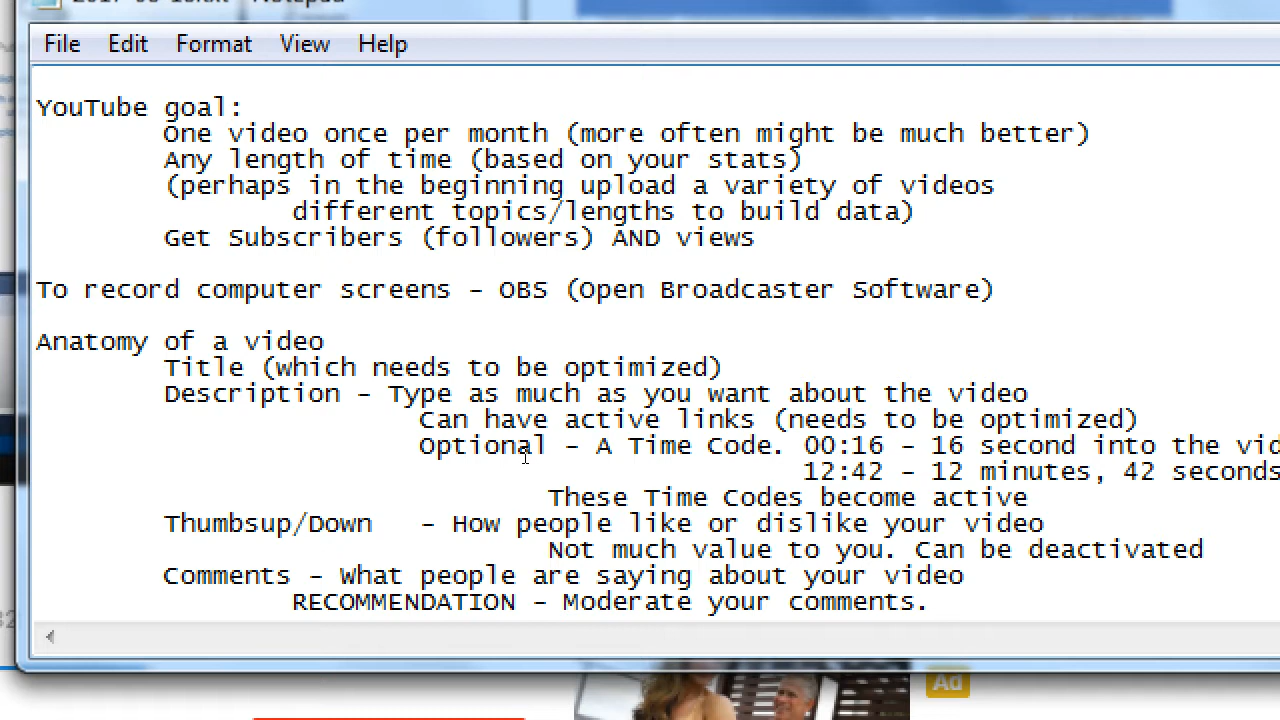 File Edit Format View Help
YouTube goal:
One video once per month (more often might be much better)
Any length of time (based on your stats)
(perhaps in the beginning upload a variety of videos
different topics/lengths to build data)
Get Subscribers (followers) AND views
To record computer screens – OBS (Open Broadcaster Software)
Anatomy of a video
Title (which needs to be optimized)
Description – Type as much as you want about the video
Can have active links (needs to be optimized)
Optional – A Time Code. 00:16 – 16 second into the
12:42 – 12 minutes, 42 seconds
These Time Codes become active
Thumbsup/Down – How people like or dislike your video
Not much value to you. Can be deactivated
Comments – What people are saying about your video
RECOMMENDATION – Moderate your comments.
Ad